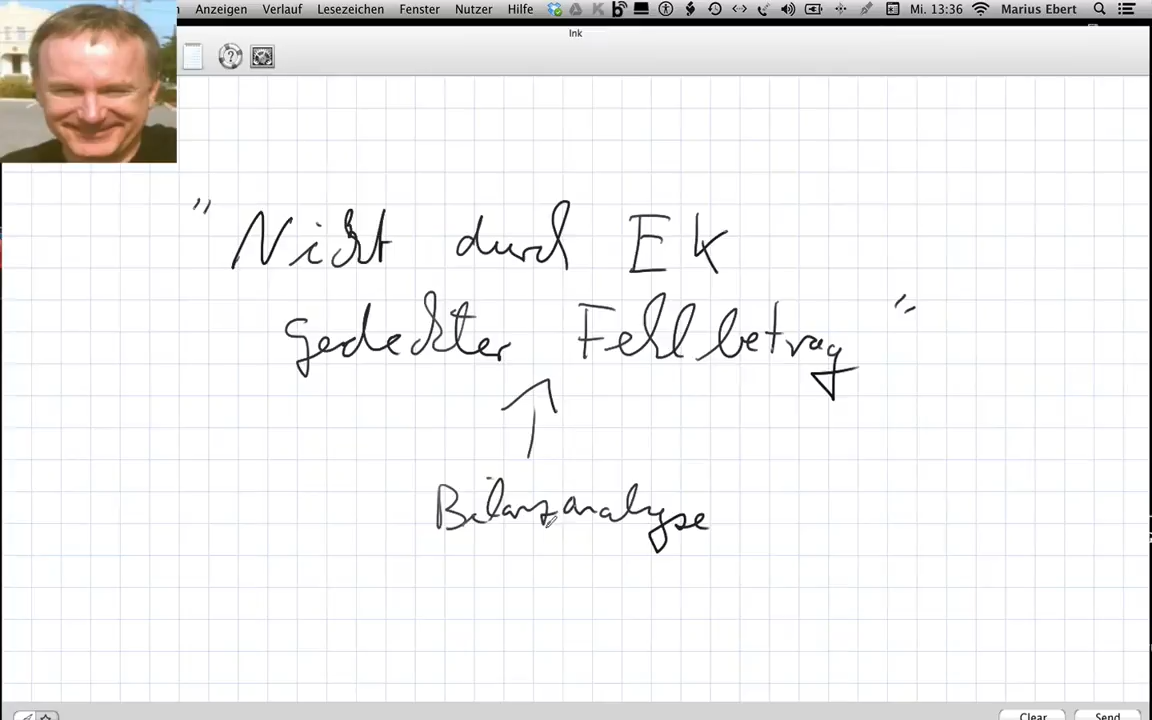 Anzeigen Verlauf Lesezeichen Fenster Nutzer Hilfe Mi. 13:36 Marius Ebert
Ink
"Nicht durch EK
gedeckter Fehlbetrag"
Bilanzanalyse
Clear Send